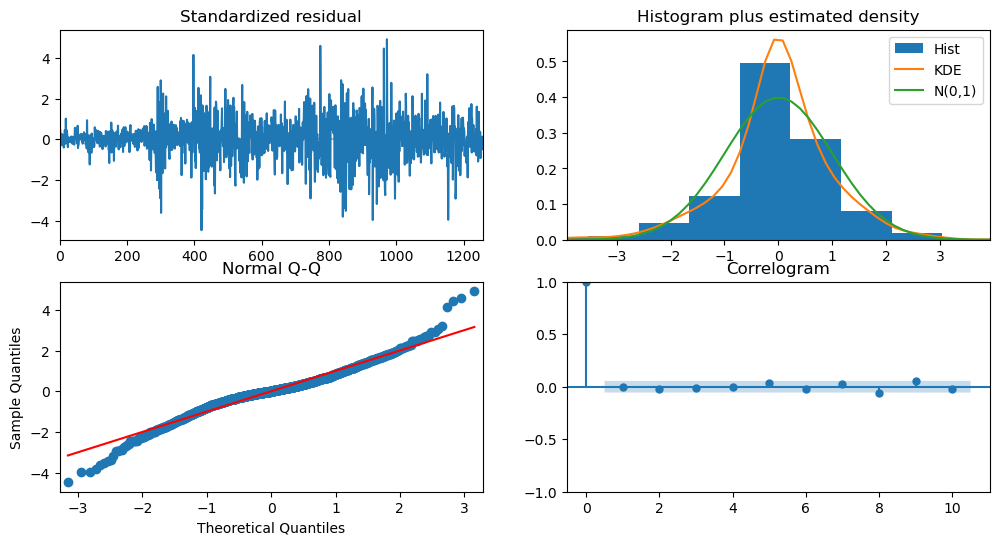 Standardized residual
4
2
0
−2
−4
0 200 400 600 800 1000 1200
Histogram plus estimated density
Hist
KDE
N(0,1)
0.5
0.4
0.3
0.2
0.1
0.0
−3 −2 −1 0 1 2 3
Normal Q-Q
Sample Quantiles
4
2
0
−2
−4
−3 −2 −1 0 1 2 3
Theoretical Quantiles
Correlogram
1.0
0.5
0.0
−0.5
−1.0
0 2 4 6 8 10